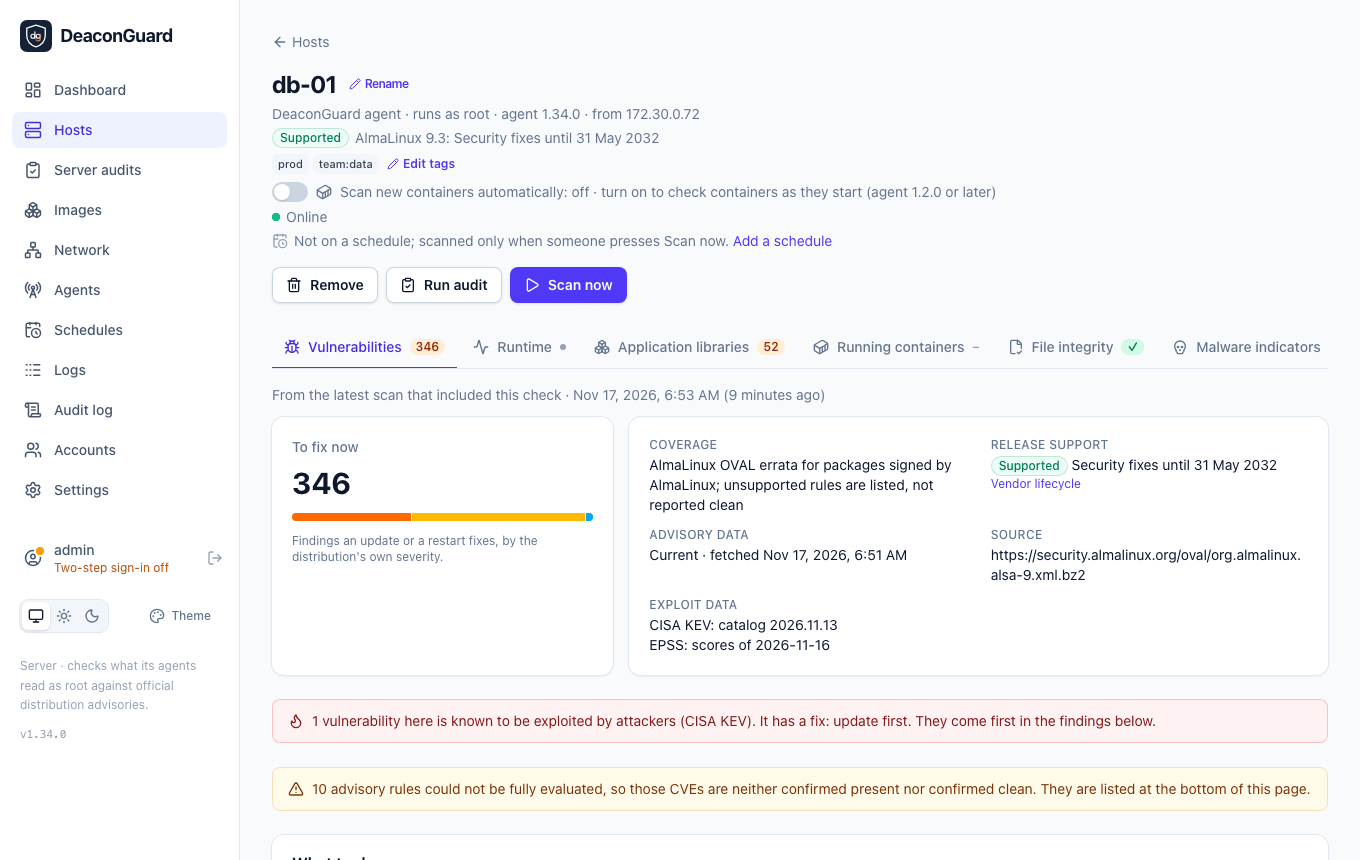 DeaconGuard
Dashboard
Hosts
Server audits
Images
Network
Agents
Schedules
Logs
Audit log
Accounts
Settings
admin
Two-step sign-in off
Theme
Server · checks what its agents
read as root against official
distribution advisories.
v1.34.0
Hosts
db-01 Rename
DeaconGuard agent · runs as root · agent 1.34.0 · from 172.30.0.72
Supported AlmaLinux 9.3: Security fixes until 31 May 2032
prod team:data Edit tags
Scan new containers automatically: off · turn on to check containers as they start (agent 1.2.0 or later)
Online
Not on a schedule; scanned only when someone presses Scan now. Add a schedule
Remove Run audit Scan now
Vulnerabilities 346 Runtime Application libraries 52 Running containers – File integrity Malware indicators
From the latest scan that included this check · Nov 17, 2026, 6:53 AM (9 minutes ago)
To fix now
346
Findings an update or a restart fixes, by the
distribution's own severity.
COVERAGE
AlmaLinux OVAL errata for packages signed by
AlmaLinux; unsupported rules are listed, not
reported clean
RELEASE SUPPORT
Supported Security fixes until 31 May 2032
Vendor lifecycle
ADVISORY DATA
Current · fetched Nov 17, 2026, 6:51 AM
SOURCE
https://security.almalinux.org/oval/org.almalinux.
alsa-9.xml.bz2
EXPLOIT DATA
CISA KEV: catalog 2026.11.13
EPSS: scores of 2026-11-16
1 vulnerability here is known to be exploited by attackers (CISA KEV). It has a fix: update first. They come first in the findings below.
10 advisory rules could not be fully evaluated, so those CVEs are neither confirmed present nor confirmed clean. They are listed at the bottom of this page.